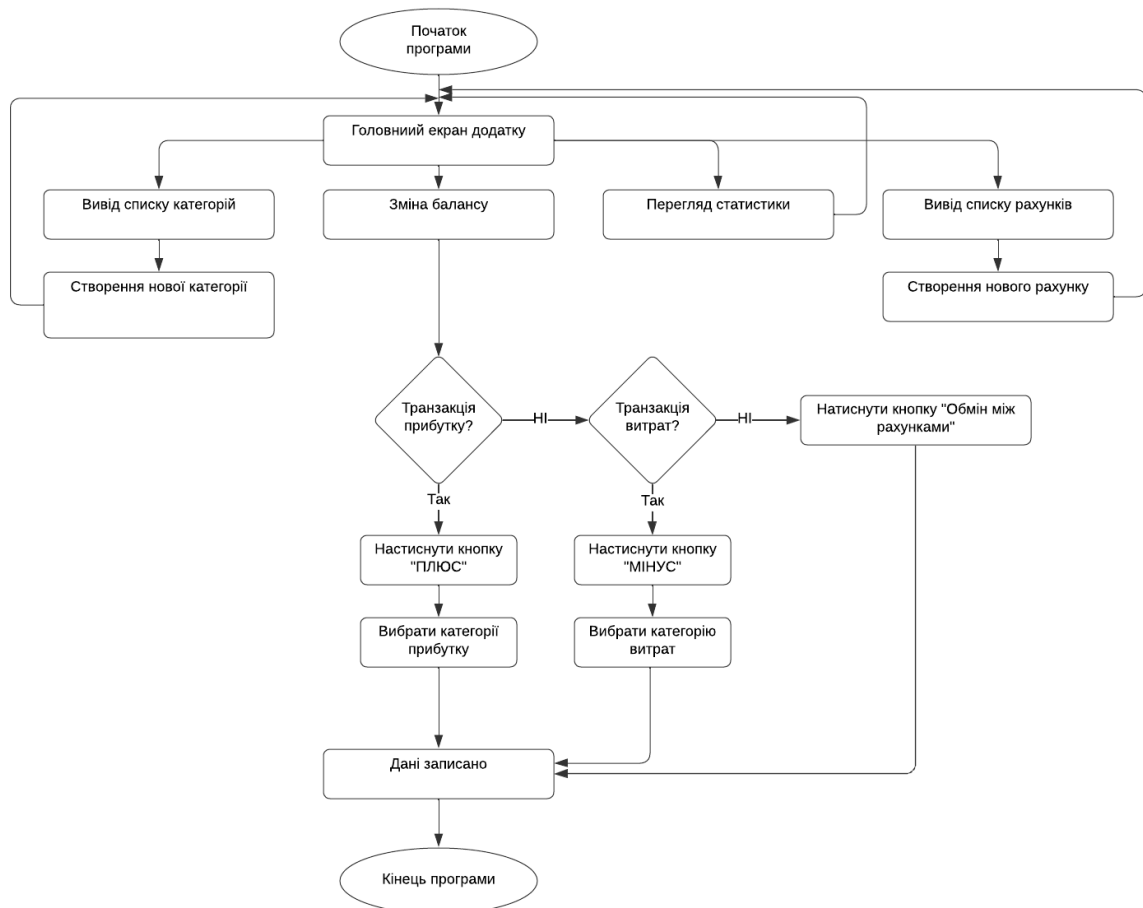 Початок
програми
Головниий екран додатку
Вивід списку категорій
Зміна балансу
Перегляд статистики
Вивід списку рахунків
Створення нової категорії
Створення нового рахунку
Транзакція
прибутку?
НІ
Транзакція
витрат?
НІ
Натиснути кнопку "Обмін між
рахунками"
Так
Так
Настиснути кнопку
"ПЛЮС"
Настиснути кнопку
"МІНУС"
Вибрати категорії
прибутку
Вибрати категорію
витрат
Дані записано
Кінець програми